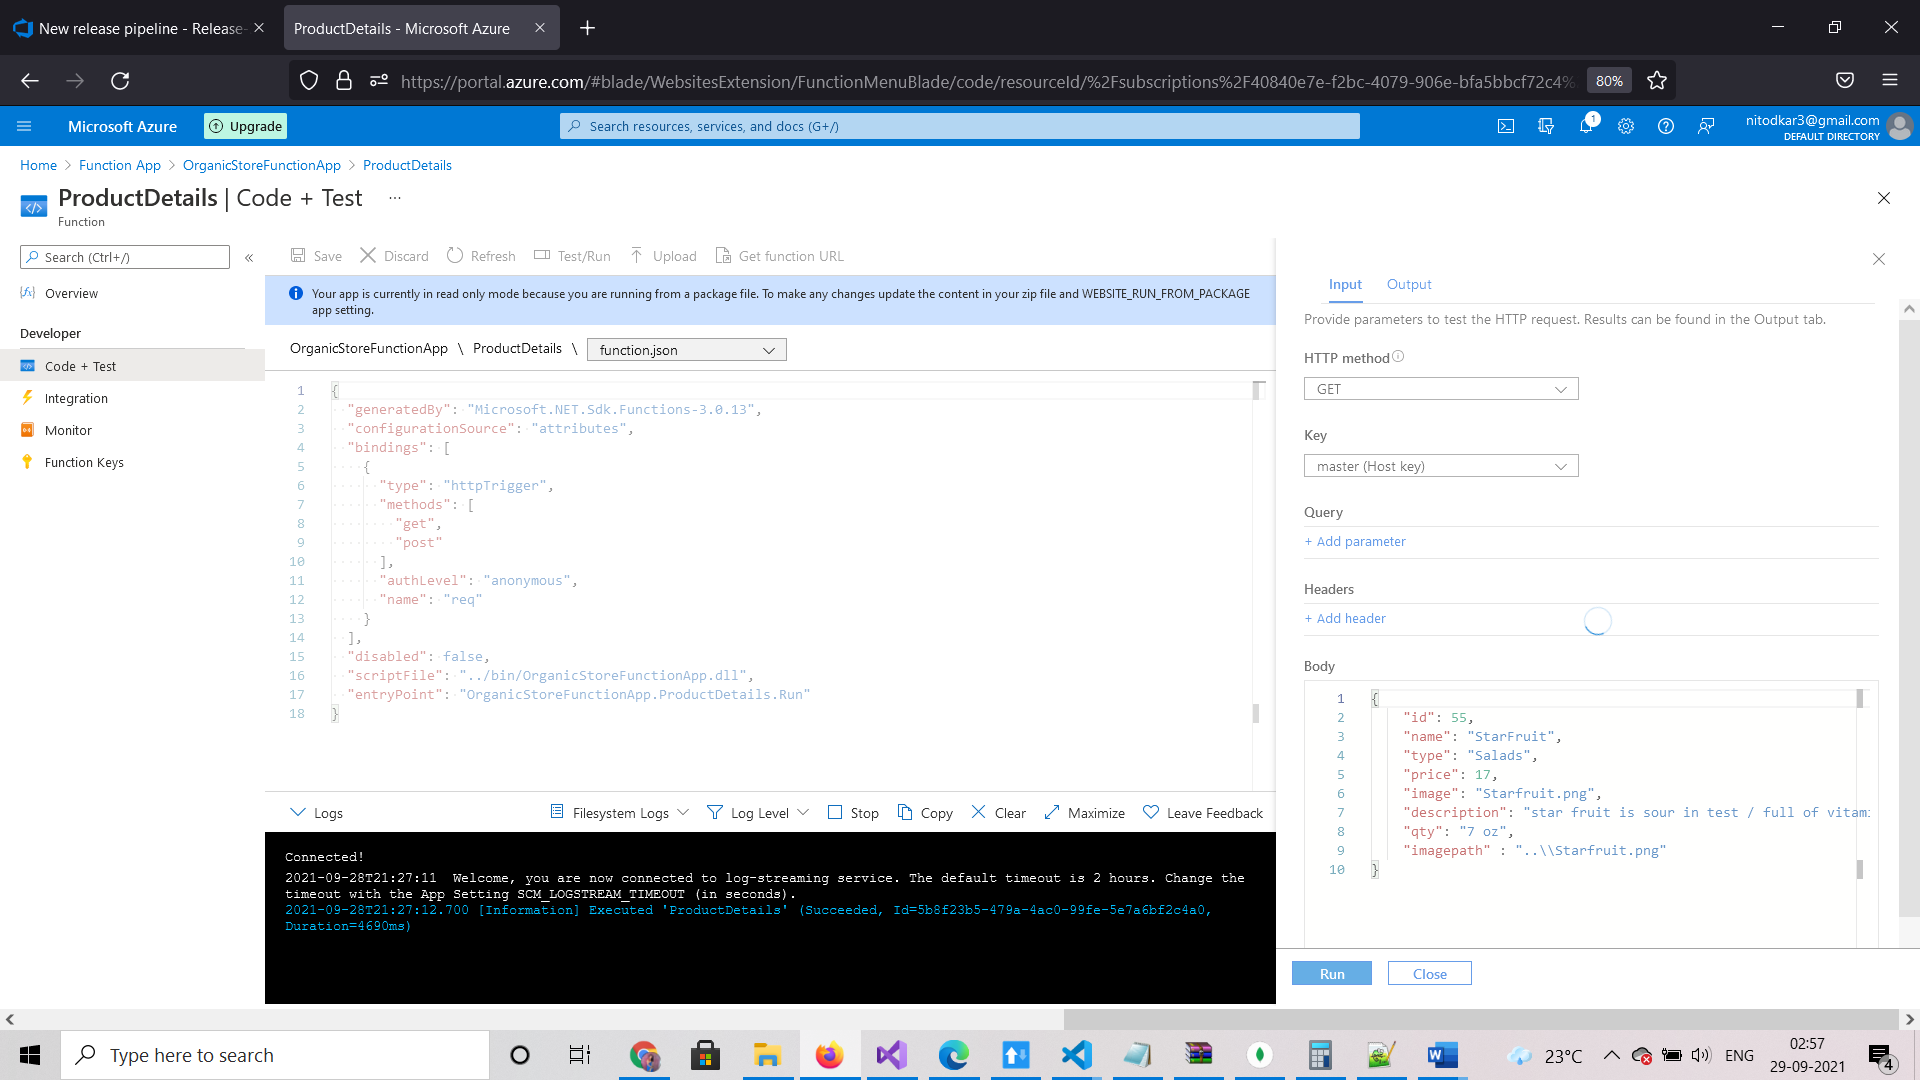 New release pipeline - Release-
ProductDetails - Microsoft Azure
https://portal.azure.com/#blade/WebsitesExtension/FunctionMenuBlade/code/resourceId/%2Fsubscriptions%2F40840e7e-f2bc-4079-906e-bfa5bbcf72c4%
80%
Microsoft Azure
Upgrade
Search resources, services, and docs (G+/)
1
nitodkar3@gmail.com
DEFAULT DIRECTORY
Home > Function App > OrganicStoreFunctionApp > ProductDetails
ProductDetails | Code + Test ...
Function
Search (Ctrl+/)
«
Overview
Developer
Code + Test
Integration
Monitor
Function Keys
Save
Discard
Refresh
Test/Run
Upload
Get function URL
Your app is currently in read only mode because you are running from a package file. To make any changes update the content in your zip file and WEBSITE_RUN_FROM_PACKAGE
app setting.
OrganicStoreFunctionApp \ ProductDetails \ function.json
1 {
2 "generatedBy": "Microsoft.NET.Sdk.Functions-3.0.13",
3 "configurationSource": "attributes",
4 "bindings": [
5 {
6 "type": "httpTrigger",
7 "methods": [
8 "get",
9 "post"
10 ],
11 "authLevel": "anonymous",
12 "name": "req"
13 }
14 ],
15 "disabled": false,
16 "scriptFile": "../bin/OrganicStoreFunctionApp.dll",
17 "entryPoint": "OrganicStoreFunctionApp.ProductDetails.Run"
18 }
Logs
Filesystem Logs
Log Level
Stop
Copy
Clear
Maximize
Leave Feedback
Connected!
2021-09-28T21:27:11 Welcome, you are now connected to log-streaming service. The default timeout is 2 hours. Change the
timeout with the App Setting SCM_LOGSTREAM_TIMEOUT (in seconds).
2021-09-28T21:27:12.700 [Information] Executed 'ProductDetails' (Succeeded, Id=5b8f23b5-479a-4ac0-99fe-5e7a6bf2c4a0,
Duration=4690ms)
Input
Output
Provide parameters to test the HTTP request. Results can be found in the Output tab.
HTTP method
GET
Key
master (Host key)
Query
+ Add parameter
Headers
+ Add header
Body
1 {
2 "id": 55,
3 "name": "StarFruit",
4 "type": "Salads",
5 "price": 17,
6 "image": "Starfruit.png",
7 "description": "star fruit is sour in test / full of vitam
8 "qty": "7 oz",
9 "imagepath" : "..\\Starfruit.png"
10 }
Run
Close
Type here to search
23°C
ENG
02:57
29-09-2021
4